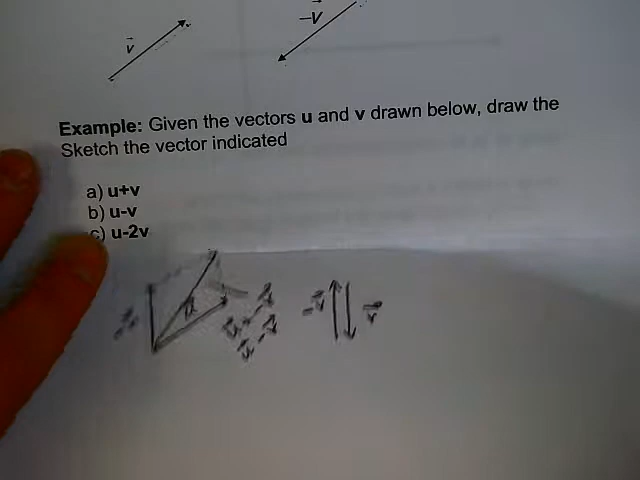 v
-v
Example: Given the vectors u and v drawn below, draw the
Sketch the vector indicated
a) u+v
b) u-v
c) u-2v
-v
v